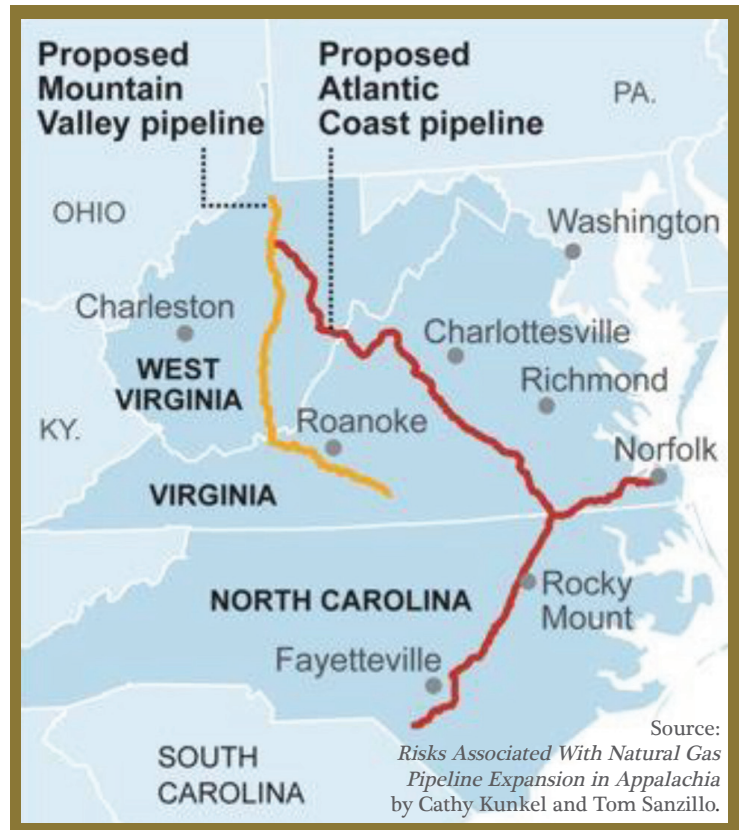 Proposed
Mountain
Valley pipeline
Proposed
Atlantic
Coast pipeline
PA.
OHIO
Washington
Charleston
Charlottesville
WEST
VIRGINIA
Richmond
KY.
Roanoke
Norfolk
VIRGINIA
NORTH CAROLINA
Rocky
Mount
Fayetteville
SOUTH
CAROLINA
Source:
Risks Associated With Natural Gas
Pipeline Expansion in Appalachia
by Cathy Kunkel and Tom Sanzillo.